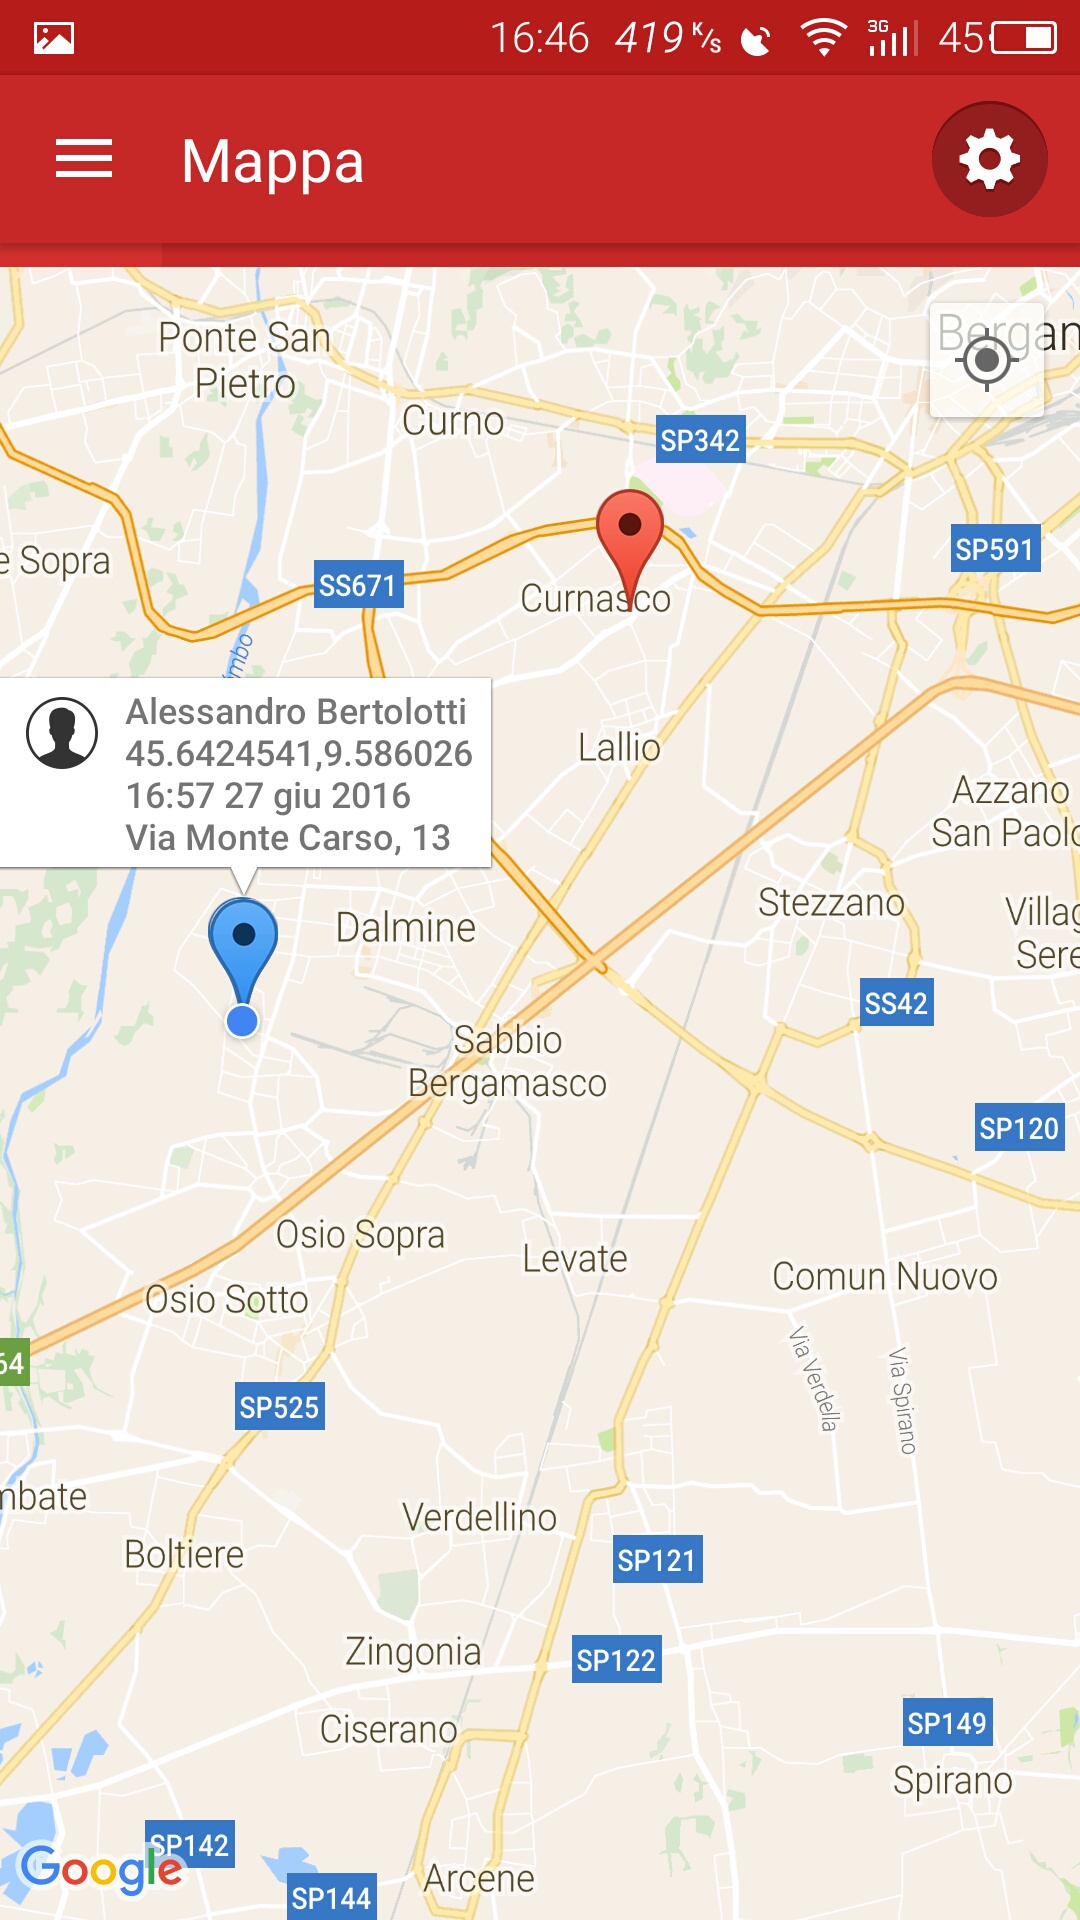 16:46 419 K/s 3G 45
Mappa
Ponte San
Pietro
Curno
SP342
SP591
e Sopra
SS671
Curnasco
Alessandro Bertolotti
45.6424541,9.586026
16:57 27 giu 2016
Via Monte Carso, 13
Lallio
Azzano
San Paolo
Stezzano
Dalmine
SS42
Sabbio
Bergamasco
SP120
Osio Sopra
Levate
Comun Nuovo
Osio Sotto
64
Via Verdella
Via Spirano
SP525
mbate
Verdellino
Boltiere
SP121
Zingonia
SP122
Ciserano
SP149
Spirano
SP142
Google
Arcene
SP144